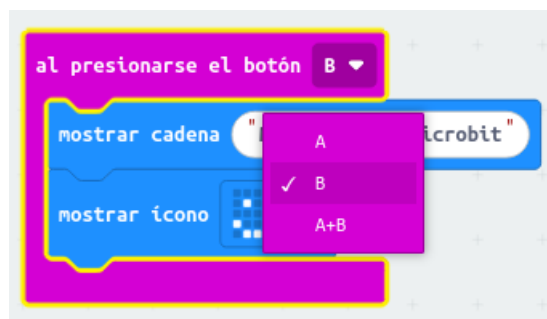 al presionarse el botón B
mostrar cadena " icrobit "
A
✓ B
mostrar ícono
A+B